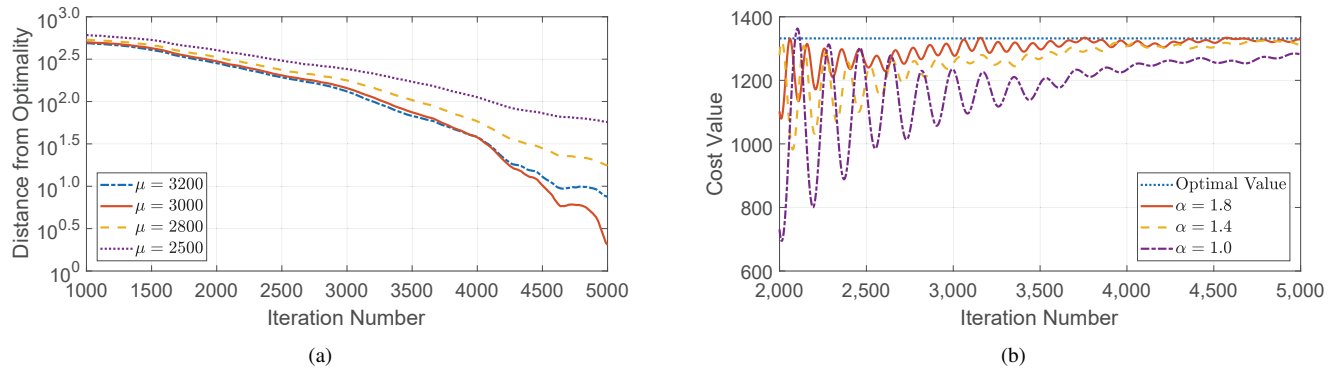 10^3.0
10^2.5
10^2.0
10^1.5
10^1.0
10^0.5
10^0
Distance from Optimality
μ = 3200
μ = 3000
μ = 2800
μ = 2500
1000 1500 2000 2500 3000 3500 4000 4500 5000
Iteration Number
(a)
1400
1200
1000
800
600
Cost Value
Optimal Value
α = 1.8
α = 1.4
α = 1.0
2,000 2,500 3,000 3,500 4,000 4,500 5,000
Iteration Number
(b)